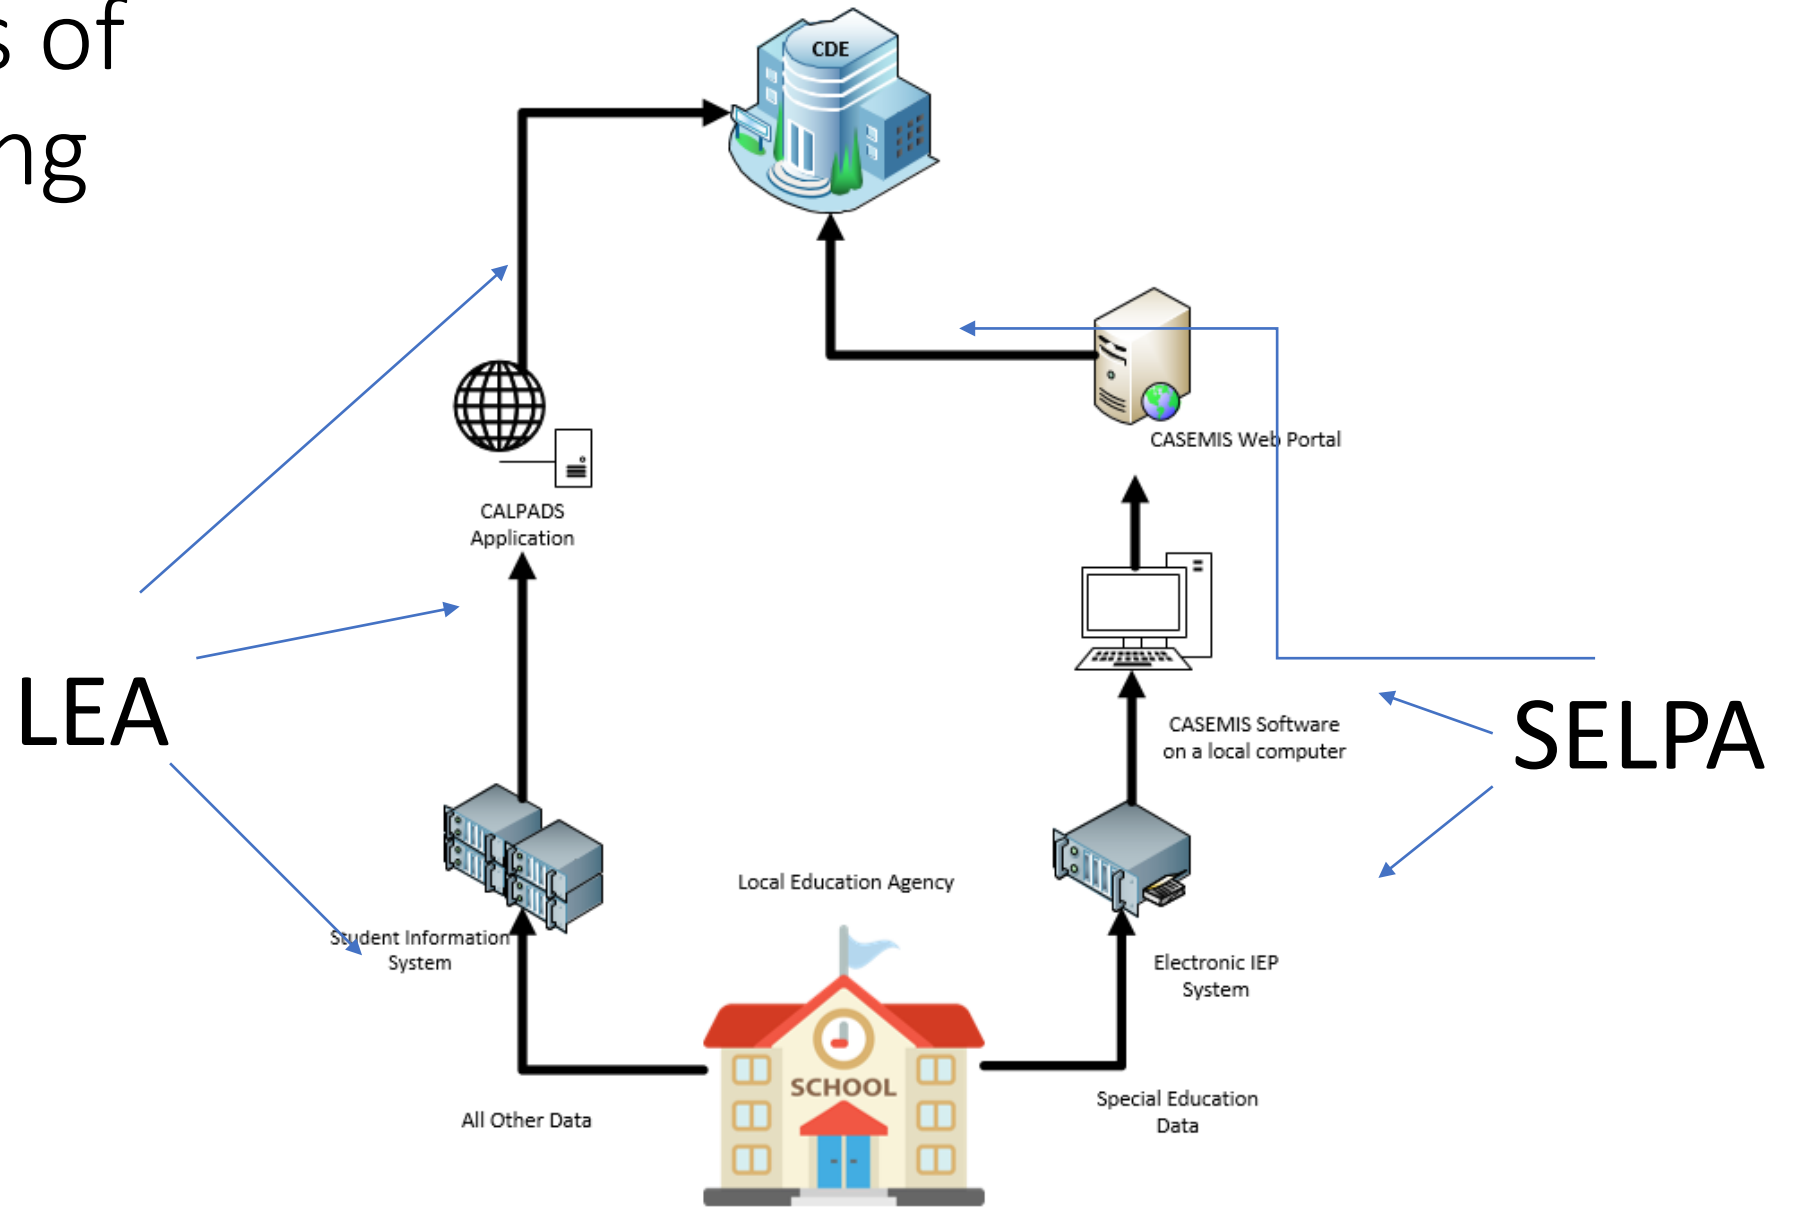 of
CDE
CASEMIS Web Portal
CALPADS
Application
LEA
SELPA
CASEMIS Software
on a local computer
Local Education Agency
Student Information
System
Electronic IEP
System
SCHOOL
All Other Data
Special Education
Data